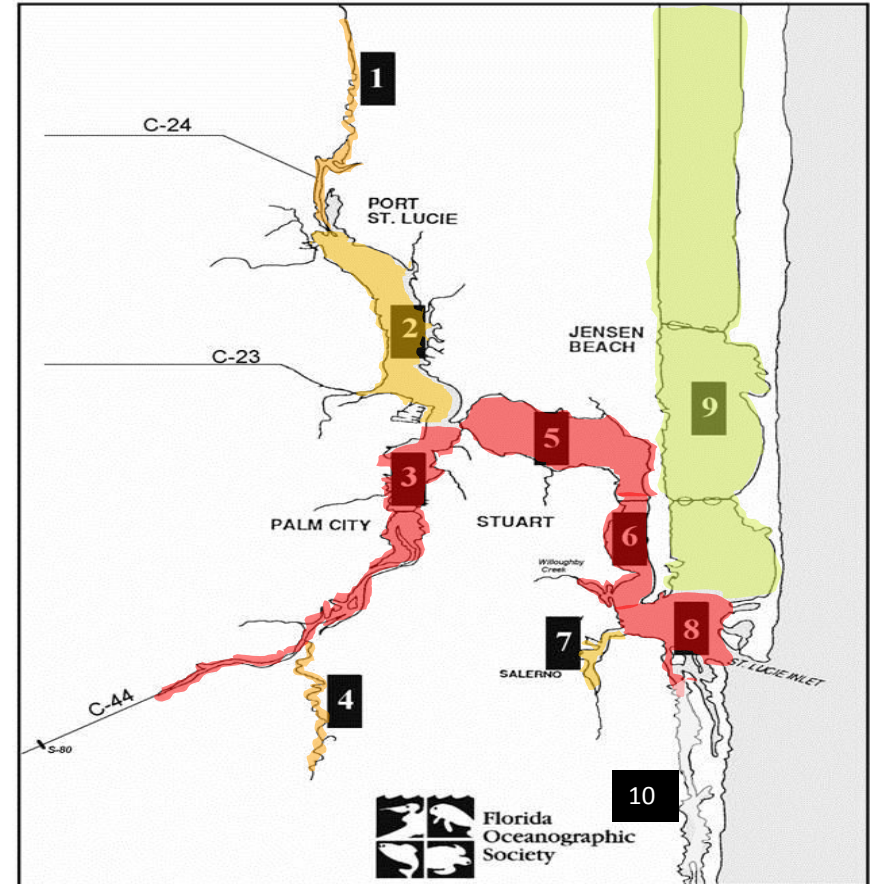 1
C-24
PORT
ST. LUCIE
2
JENSEN
BEACH
C-23
9
5
3
PALM CITY
STUART
6
Willoughby
Creek
7
8
SALERNO
ST. LUCIE INLET
4
C-44
S-80
10
Florida
Oceanographic
Society